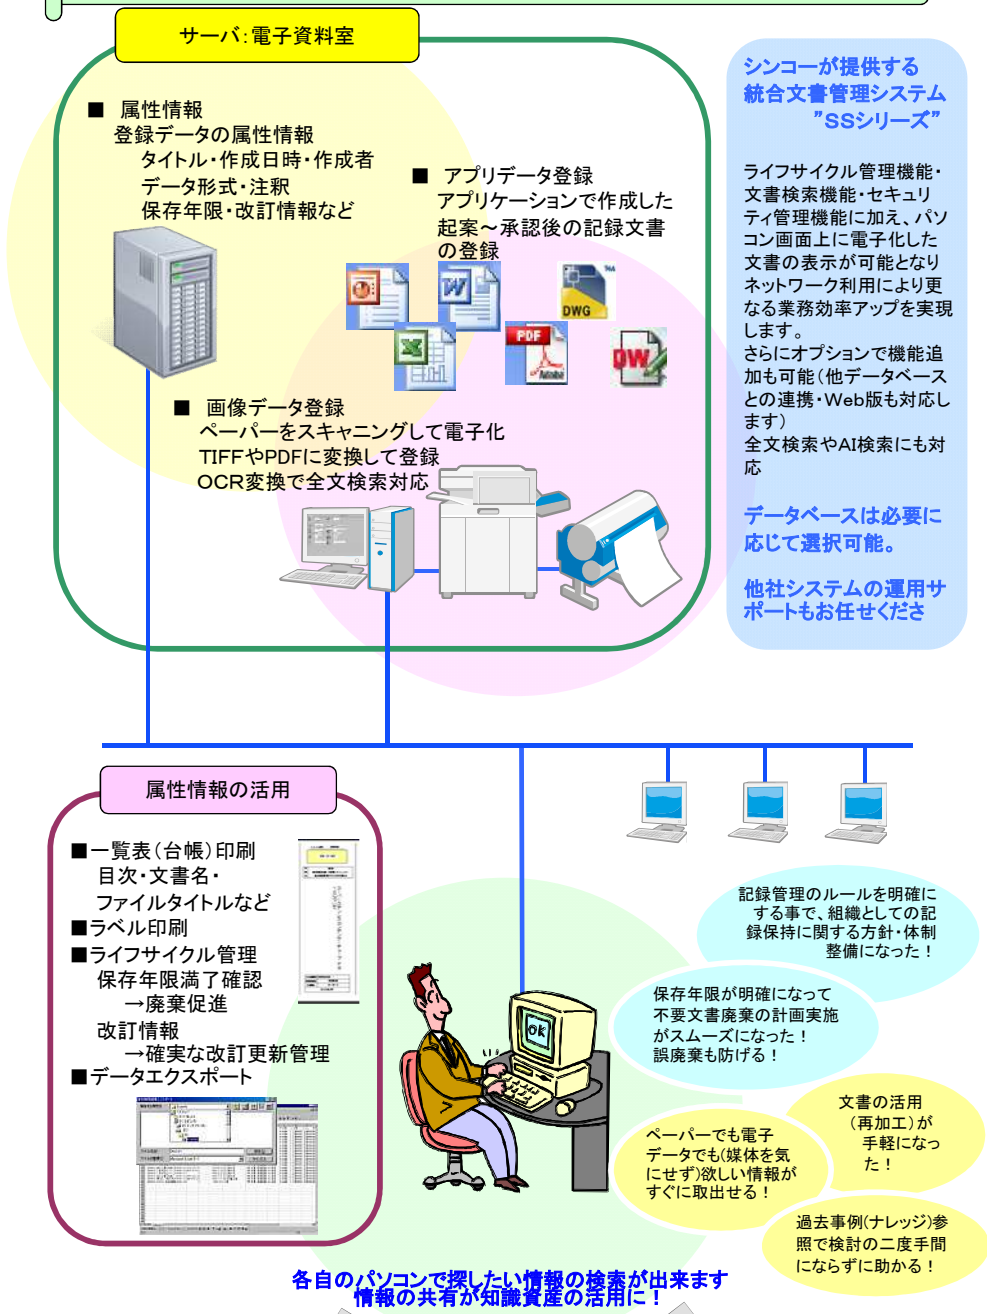 サーバ：電子資料室
■ 属性情報
登録データの属性情報
タイトル・作成日時・作成者
データ形式・注釈
保存年限・改訂情報など
■ アプリデータ登録
アプリケーションで作成した
起案～承認後の記録文書
の登録
DWG
PDF
Adobe
DW
■ 画像データ登録
ペーパーをスキャニングして電子化
TIFFやPDFに変換して登録
OCR変換で全文検索対応
シンコーが提供する
統合文書管理システム
”SSシリーズ”
ライフサイクル管理機能・
文書検索機能・セキュリ
ティ管理機能に加え、パソ
コン画面上に電子化した
文書の表示が可能となり
ネットワーク利用により更
なる業務効率アップを実現
します。
さらにオプションで機能追
加も可能（他データベース
との連携・Web版も対応し
ます）
全文検索やAI検索にも対
応
データベースは必要に
応じて選択可能。
他社システムの運用サ
ポートもお任せくださ
属性情報の活用
■一覧表（台帳）印刷
目次・文書名・
ファイルタイトルなど
■ラベル印刷
■ライフサイクル管理
保存年限満了確認
→廃棄促進
改訂情報
→確実な改訂更新管理
■データエクスポート
OK
記録管理のルールを明確に
する事で、組織としての記
録保持に関する方針・体制
整備になった！
保存年限が明確になって
不要文書廃棄の計画実施
がスムーズになった！
誤廃棄も防げる！
文書の活用
（再加工）が
手軽になっ
た！
ペーパーでも電子
データでも(媒体を気
にせず)欲しい情報が
すぐに取出せる！
過去事例(ナレッジ)参
照で検討の二度手間
にならずに助かる！
各自のパソコンで探したい情報の検索が出来ます
情報の共有が知識資産の活用に！